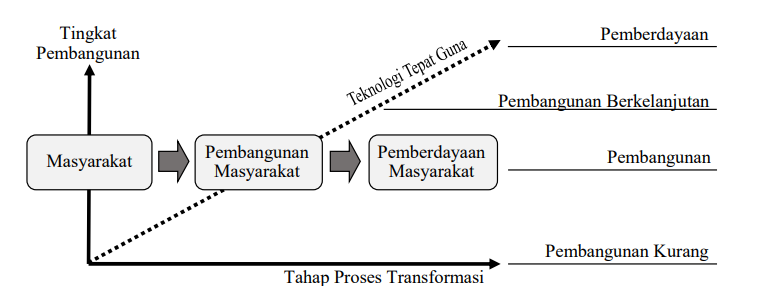 Tingkat
Pembangunan
Pemberdayaan
Teknologi Tepat Guna
Pembangunan Berkelanjutan
Masyarakat
Pembangunan
Masyarakat
Pemberdayaan
Masyarakat
Pembangunan
Pembangunan Kurang
Tahap Proses Transformasi